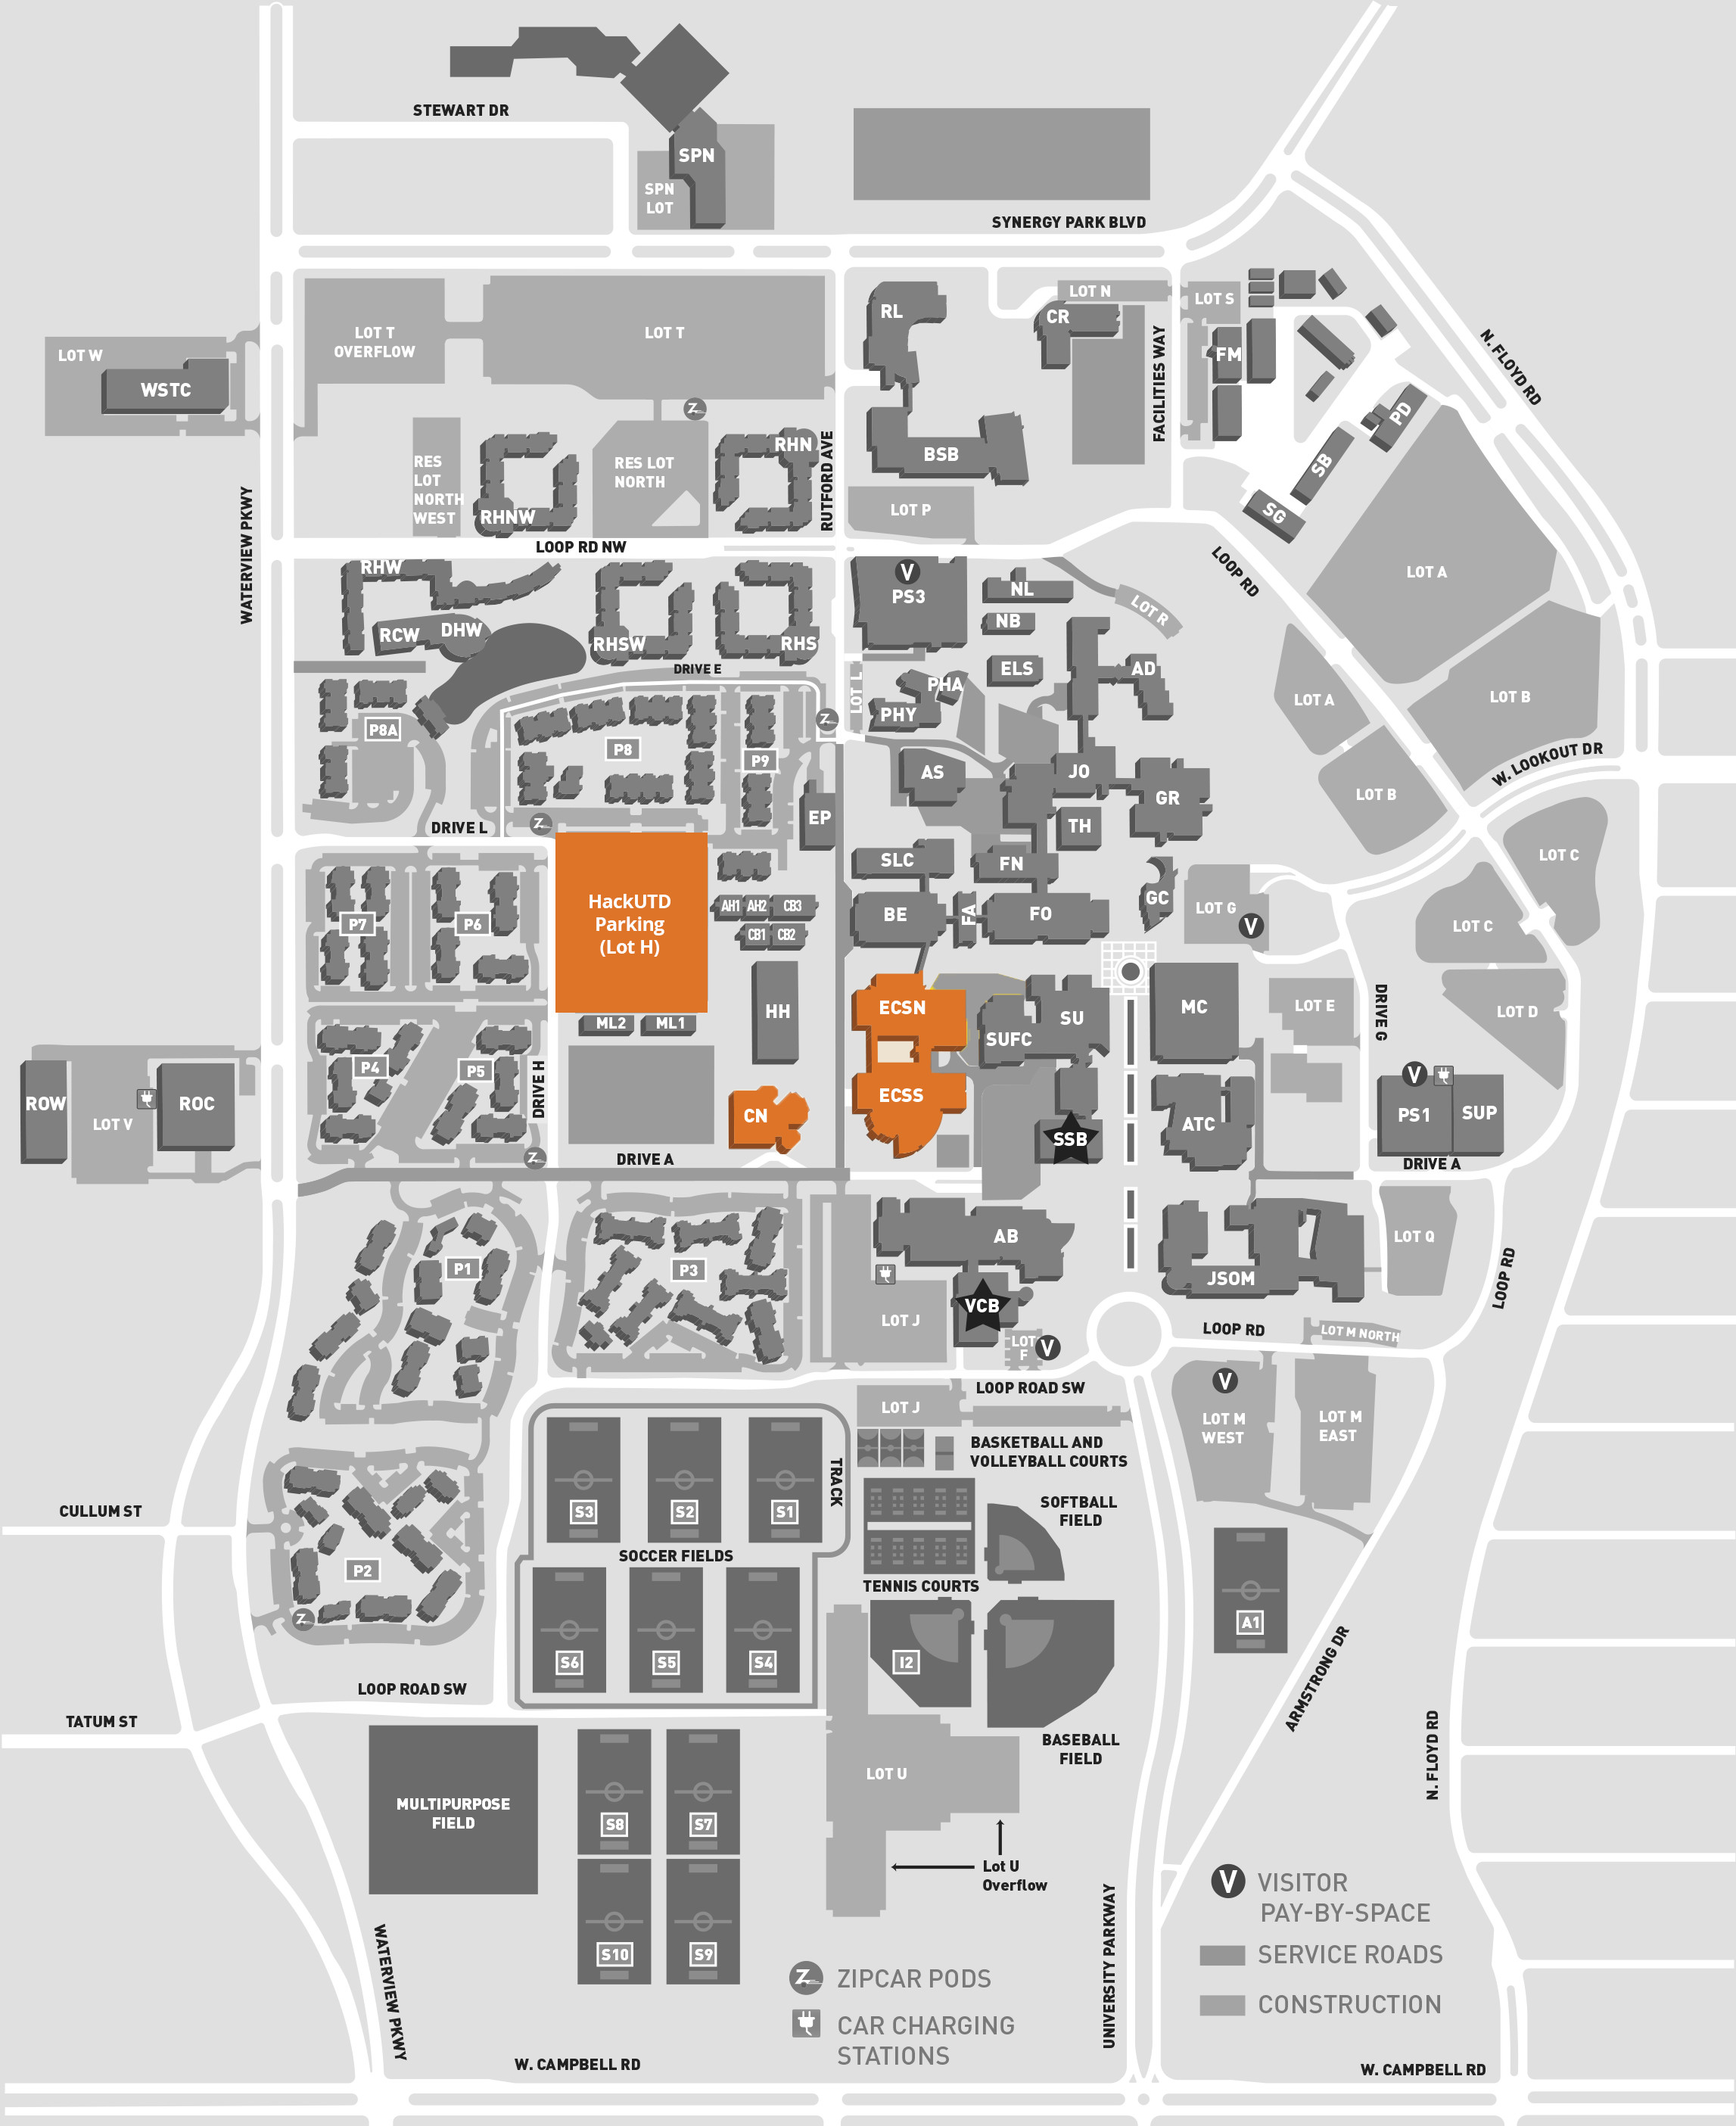 STEWART DR
SPN
SPN
LOT
SYNERGY PARK BLVD
LOT W
WSTC
LOT T
OVERFLOW
LOT T
RL
LOT N
CR
LOT S
FM
FACILITIES WAY
N. FLOYD RD
PD
SB
SG
RES
LOT
NORTH
WEST
RHNW
RES LOT
NORTH
RHN
RUTFORD AVE
BSB
LOT P
WATERVIEW PKWY
LOOP RD NW
LOOP RD
LOT A
RHW
RCW
DHW
RHSW
RHS
V
PS3
NL
NB
LOT R
ELS
AD
DRIVE E
LOT L
PHA
PHY
LOT A
LOT B
P8A
P8
P9
Z
AS
JO
GR
W. LOOKOUT DR
LOT B
EP
TH
DRIVE L
Z
SLC
FN
LOT C
HackUTD
Parking
(Lot H)
AH1
AH2
CB3
CB1
CB2
BE
FA
FO
GC
LOT G
V
LOT C
P7
P6
HH
ECSN
SUFC
SU
MC
LOT E
DRIVE G
LOT D
ML2
ML1
P4
P5
DRIVE H
ROW
LOT V
ROC
CN
ECSS
SSB
ATC
V
PS1
SUP
Z
DRIVE A
DRIVE A
P1
P3
AB
JSOM
LOT Q
LOOP RD
LOT J
VCB
LOT
F
V
LOOP RD
LOT M NORTH
LOOP ROAD SW
LOT J
V
LOT M
WEST
LOT M
EAST
BASKETBALL AND
VOLLEYBALL COURTS
S3
S2
S1
TRACK
SOFTBALL
FIELD
CULLUM ST
SOCCER FIELDS
TENNIS COURTS
P2
Z
S6
S5
S4
I2
A1
ARMSTRONG DR
LOOP ROAD SW
TATUM ST
BASEBALL
FIELD
N. FLOYD RD
MULTIPURPOSE
FIELD
S8
S7
LOT U
Lot U
Overflow
S10
S9
WATERVIEW PKWY
UNIVERSITY PARKWAY
V VISITOR
PAY-BY-SPACE
SERVICE ROADS
CONSTRUCTION
Z ZIPCAR PODS
CAR CHARGING
STATIONS
W. CAMPBELL RD
W. CAMPBELL RD